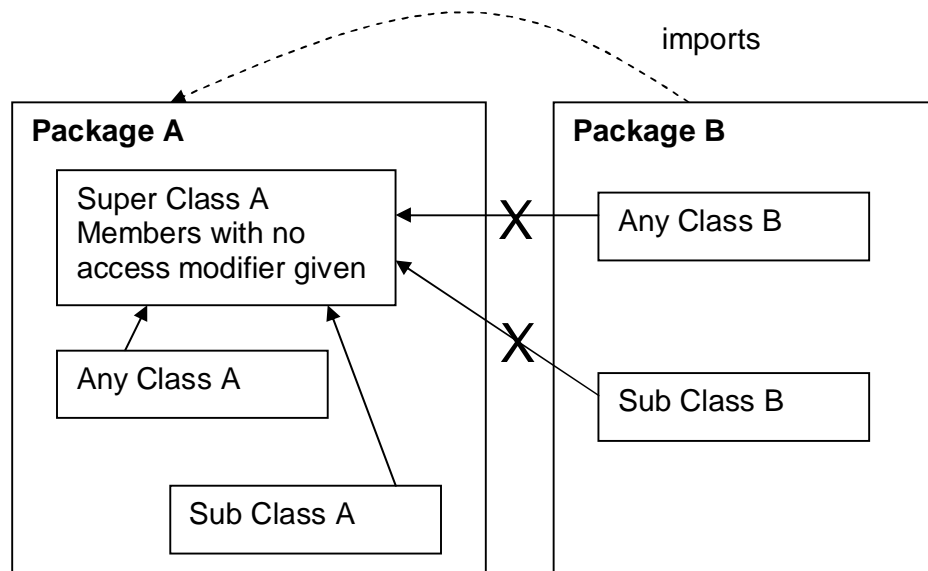 imports
Package A
Package B
Super Class A
Members with no
access modifier given
X
Any Class B
X
Any Class A
Sub Class B
Sub Class A